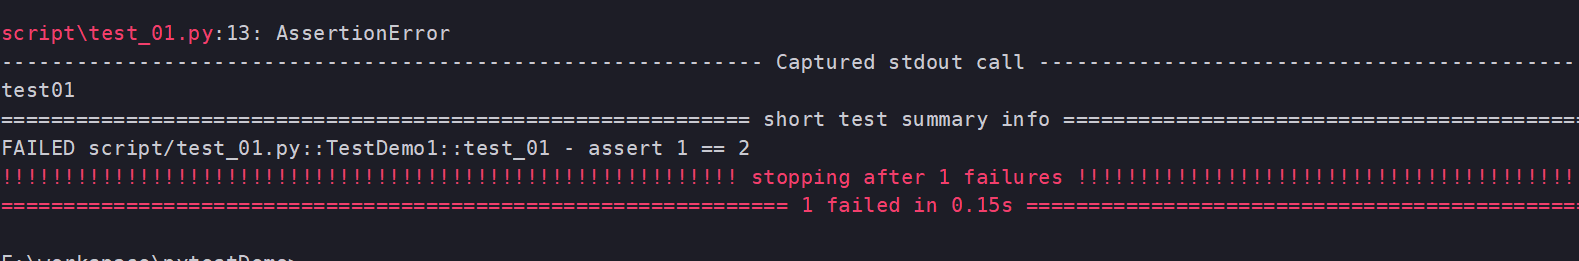 script\test_01.py:13: AssertionError
------------------------------------------------------------- Captured stdout call -------------------------------------------
test01
============================================================ short test summary info ==========================================
FAILED script/test_01.py::TestDemo1::test_01 - assert 1 == 2
!!!!!!!!!!!!!!!!!!!!!!!!!!!!!!!!!!!!!!!!!!!!!!!!!!!!!!!!!!! stopping after 1 failures !!!!!!!!!!!!!!!!!!!!!!!!!!!!!!!!!!!!!!!!
=============================================================== 1 failed in 0.15s =============================================